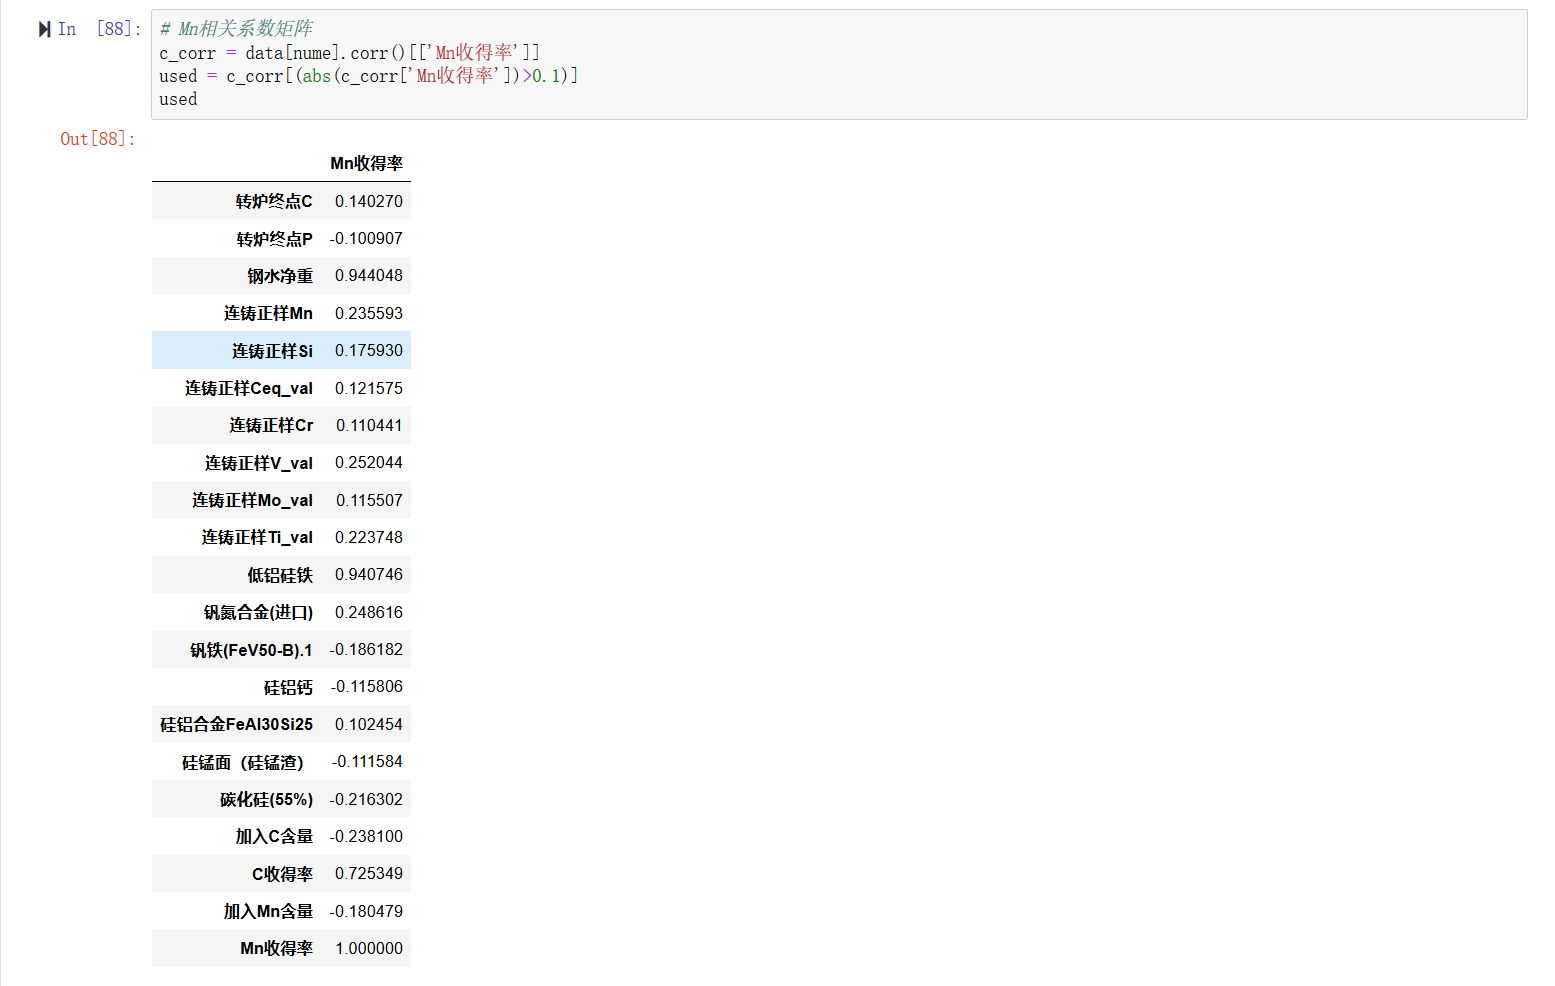 In [88]:
# Mn相关系数矩阵
c_corr = data[nume].corr()[['Mn收得率']]
used = c_corr[(abs(c_corr['Mn收得率'])>0.1)]
used
Out[88]:
Mn收得率
转炉终点C 0.140270
转炉终点P -0.100907
钢水净重 0.944048
连铸正样Mn 0.235593
连铸正样Si 0.175930
连铸正样Ceq_val 0.121575
连铸正样Cr 0.110441
连铸正样V_val 0.252044
连铸正样Mo_val 0.115507
连铸正样Ti_val 0.223748
低铝硅铁 0.940746
钒氮合金(进口) 0.248616
钒铁(FeV50-B).1 -0.186182
硅铝钙 -0.115806
硅铝合金FeAl30Si25 0.102454
硅锰面（硅锰渣） -0.111584
碳化硅(55%) -0.216302
加入C含量 -0.238100
C收得率 0.725349
加入Mn含量 -0.180479
Mn收得率 1.000000